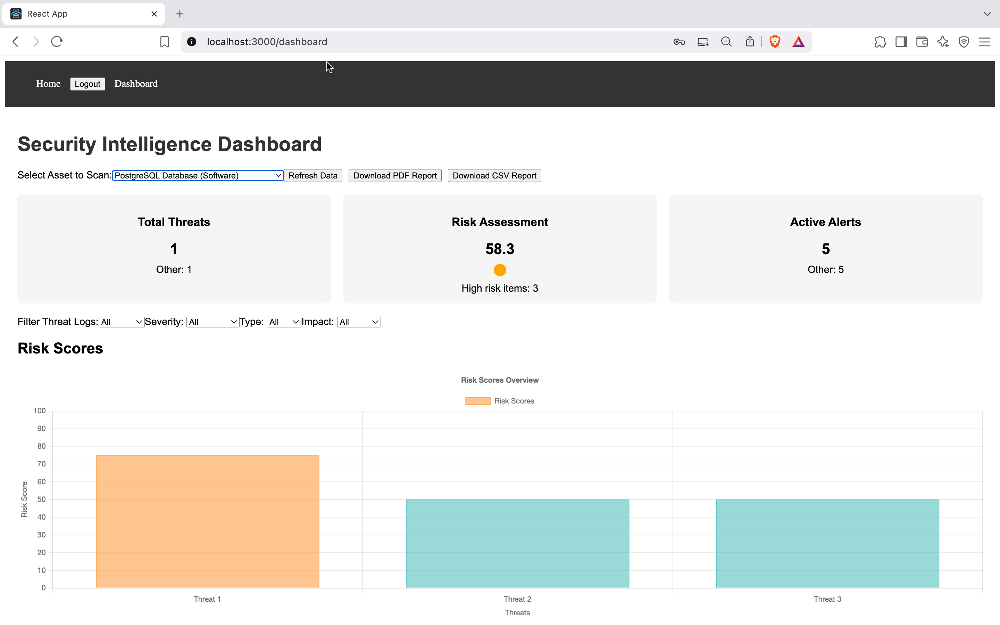 React App
localhost:3000/dashboard
Home Logout Dashboard
Security Intelligence Dashboard
Select Asset to Scan: PostgreSQL Database (Software) Refresh Data Download PDF Report Download CSV Report
Total Threats
1
Other: 1
Risk Assessment
58.3
High risk items: 3
Active Alerts
5
Other: 5
Filter Threat Logs: All Severity: All Type: All Impact: All
Risk Scores
Risk Scores Overview
Risk Scores
100
90
80
70
60
50
40
30
20
10
0
Risk Score
Threat 1 Threat 2 Threat 3
Threats